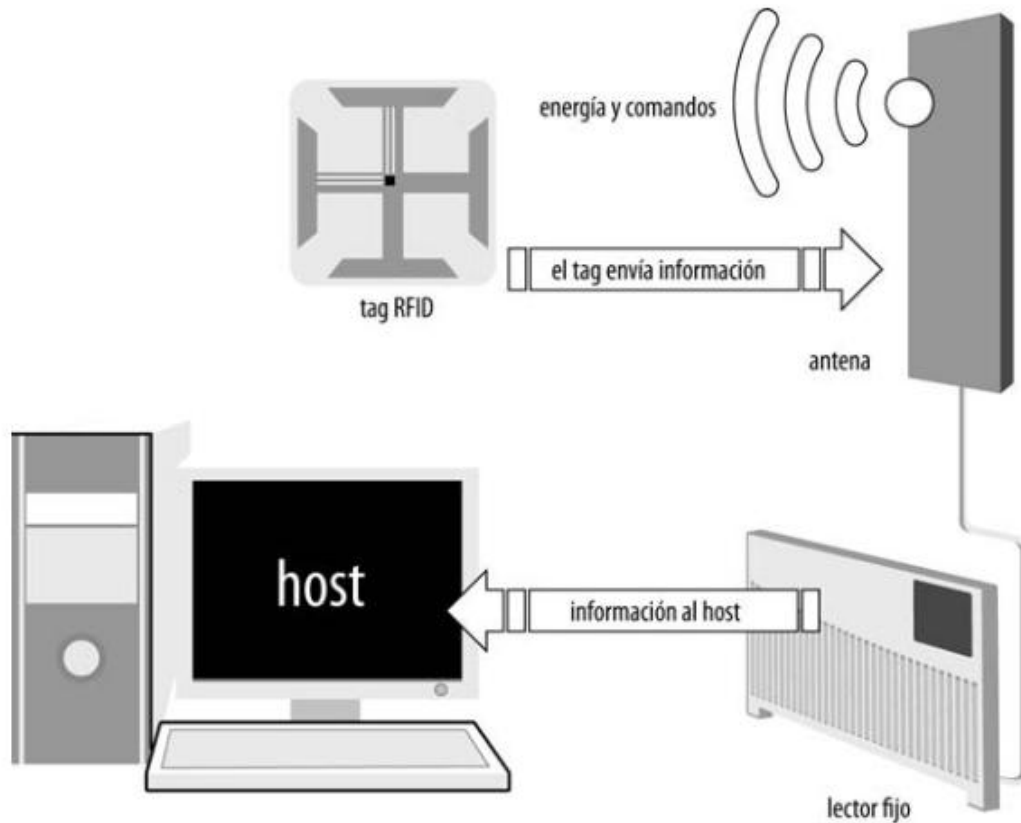 energía y comandos
el tag envía información
tag RFID
antena
host
información al host
lector fijo